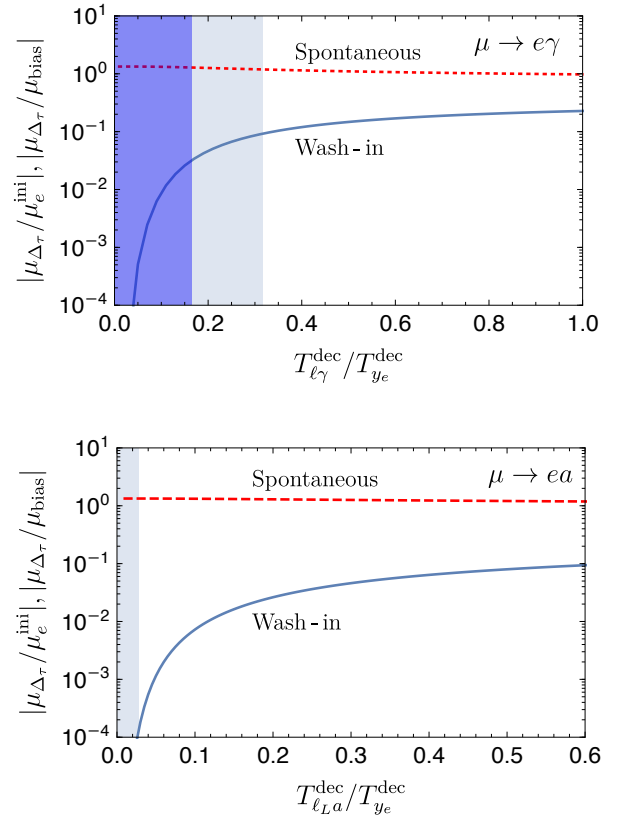 10^1
10^0
10^-1
10^-2
10^-3
10^-4
|μ_{Δ_τ}/μ_e^{ini}|, |μ_{Δ_τ}/μ_{bias}|
Spontaneous
μ → eγ
Wash-in
0.0 0.2 0.4 0.6 0.8 1.0
T_{ℓγ}^{dec}/T_{y_e}^{dec}
10^1
10^0
10^-1
10^-2
10^-3
10^-4
|μ_{Δ_τ}/μ_e^{ini}|, |μ_{Δ_τ}/μ_{bias}|
Spontaneous
μ → ea
Wash-in
0.0 0.1 0.2 0.3 0.4 0.5 0.6
T_{ℓ_L a}^{dec}/T_{y_e}^{dec}